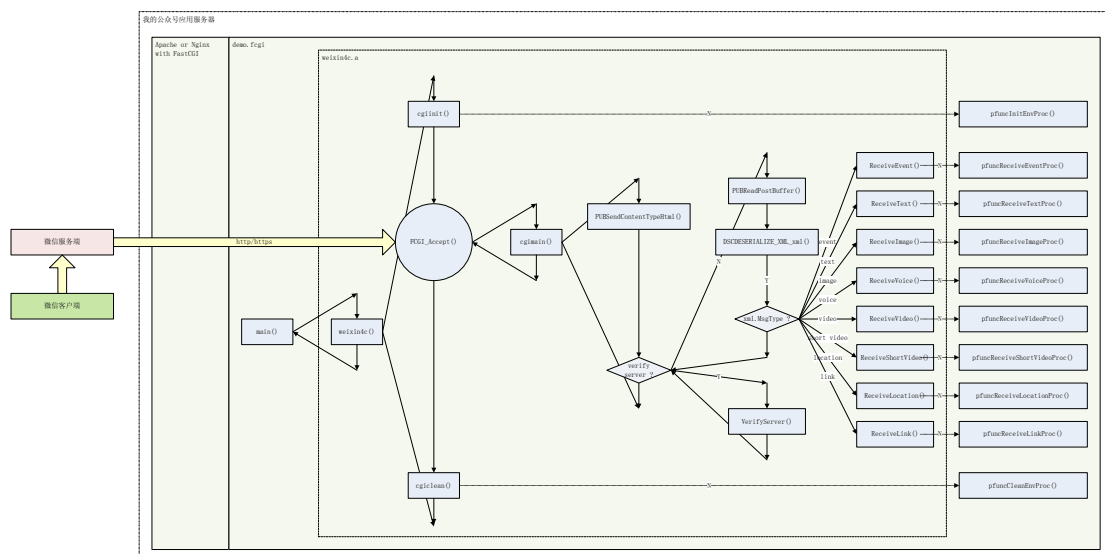 我的公众号应用服务器
Apache or Nginx
with FastCGI
demo.fcgi
weixin4c.a
cgiinit()
N
pfuncInitEnvProc()
ReceiveEvent()
N
pfuncReceiveEventProc()
PUBReadPostBuffer()
ReceiveText()
N
pfuncReceiveTextProc()
PUBSendContentTypeHtml()
微信服务端
http/https
FCGI_Accept()
cgimain()
DSCDESERIALIZE_XML_xml()
event
ReceiveImage()
N
pfuncReceiveImageProc()
N
text
Y
image
ReceiveVoice()
N
pfuncReceiveVoiceProc()
voice
微信客户端
main()
weixin4c()
xml.MsgType ?
video
ReceiveVideo()
N
pfuncReceiveVideoProc()
short video
ReceiveShortVideo()
N
pfuncReceiveShortVideoProc()
location
verify
server ?
Y
link
ReceiveLocation()
N
pfuncReceiveLocationProc()
VerifyServer()
ReceiveLink()
N
pfuncReceiveLinkProc()
cgiclean()
N
pfuncCleanEnvProc()